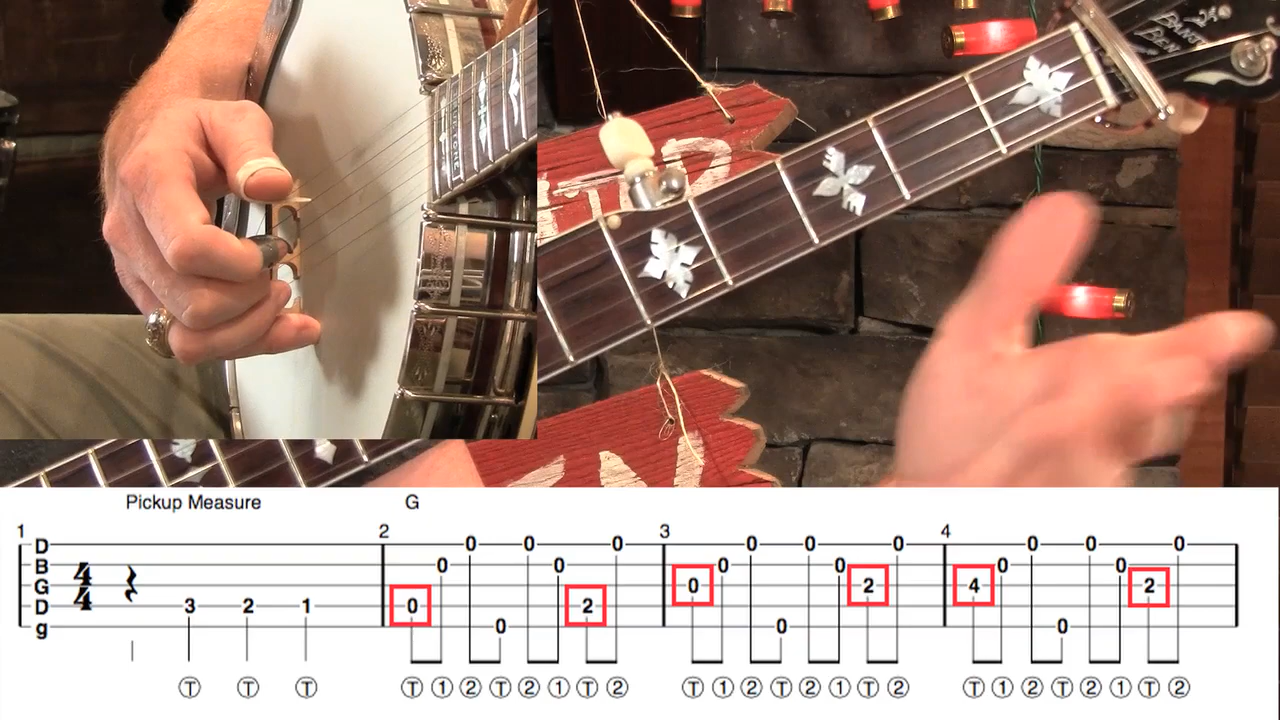 BANJO
BEN
Pickup Measure G
1 2 3 4
D 0 0 0 0 0 0 0 0 0
B 0 0 0 0 0 0
G 4 4 0 2 4 2
D 3 2 1 0 2
g 0 0 0
T T T T 1 2 T 2 1 T 2 T 1 2 T 2 1 T 2 T 1 2 T 2 1 T 2